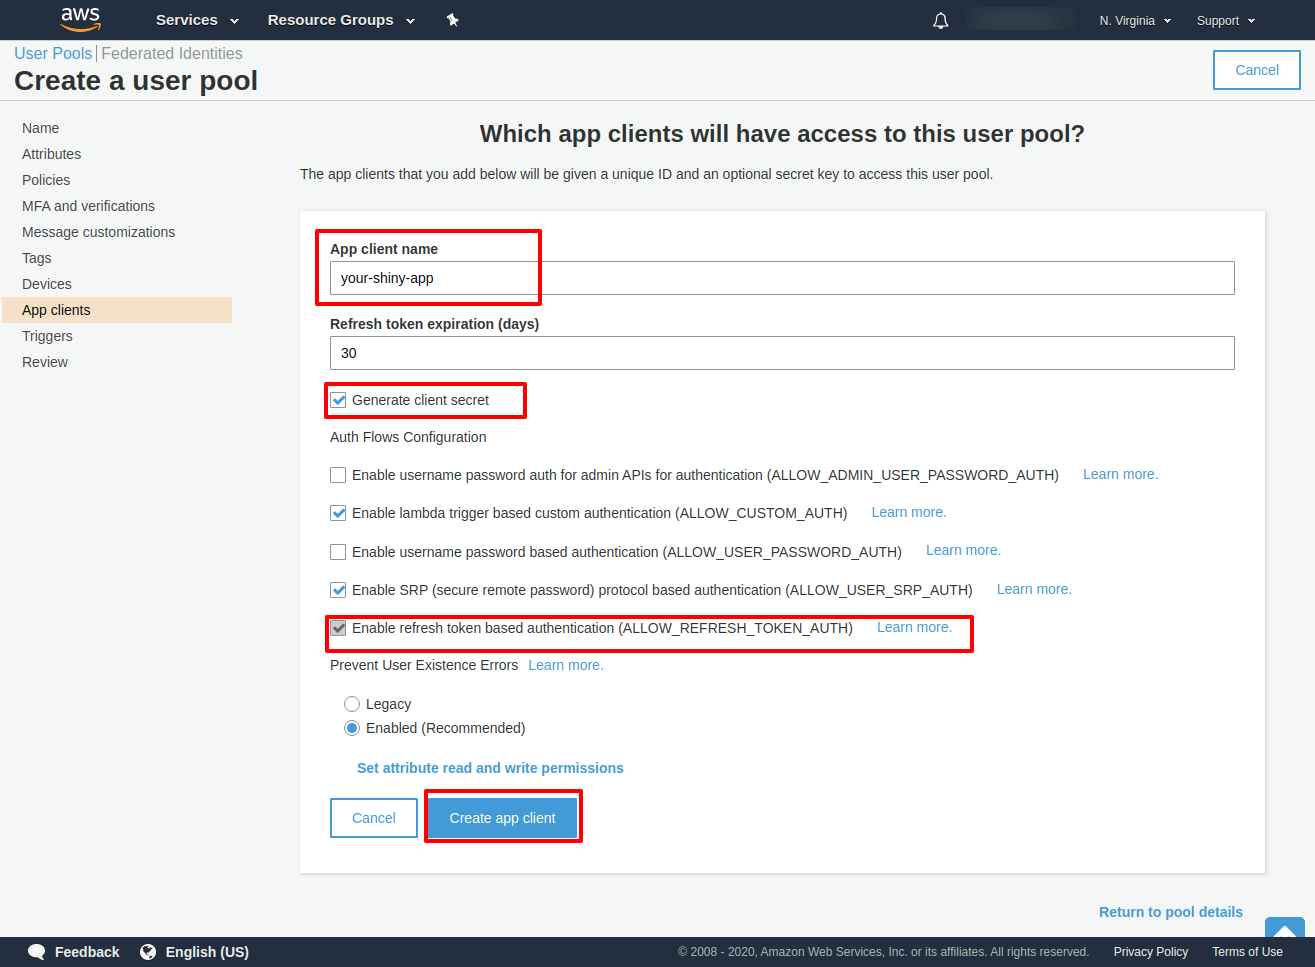 aws Services Resource Groups N. Virginia Support
User Pools | Federated Identities
Create a user pool
Cancel
Name
Attributes
Policies
MFA and verifications
Message customizations
Tags
Devices
App clients
Triggers
Review
Which app clients will have access to this user pool?
The app clients that you add below will be given a unique ID and an optional secret key to access this user pool.
App client name
your-shiny-app
Refresh token expiration (days)
30
Generate client secret
Auth Flows Configuration
Enable username password auth for admin APIs for authentication (ALLOW_ADMIN_USER_PASSWORD_AUTH) Learn more.
Enable lambda trigger based custom authentication (ALLOW_CUSTOM_AUTH) Learn more.
Enable username password based authentication (ALLOW_USER_PASSWORD_AUTH) Learn more.
Enable SRP (secure remote password) protocol based authentication (ALLOW_USER_SRP_AUTH) Learn more.
Enable refresh token based authentication (ALLOW_REFRESH_TOKEN_AUTH) Learn more.
Prevent User Existence Errors Learn more.
Legacy
Enabled (Recommended)
Set attribute read and write permissions
Cancel Create app client
Return to pool details
Feedback English (US) © 2008 - 2020, Amazon Web Services, Inc. or its affiliates. All rights reserved. Privacy Policy Terms of Use